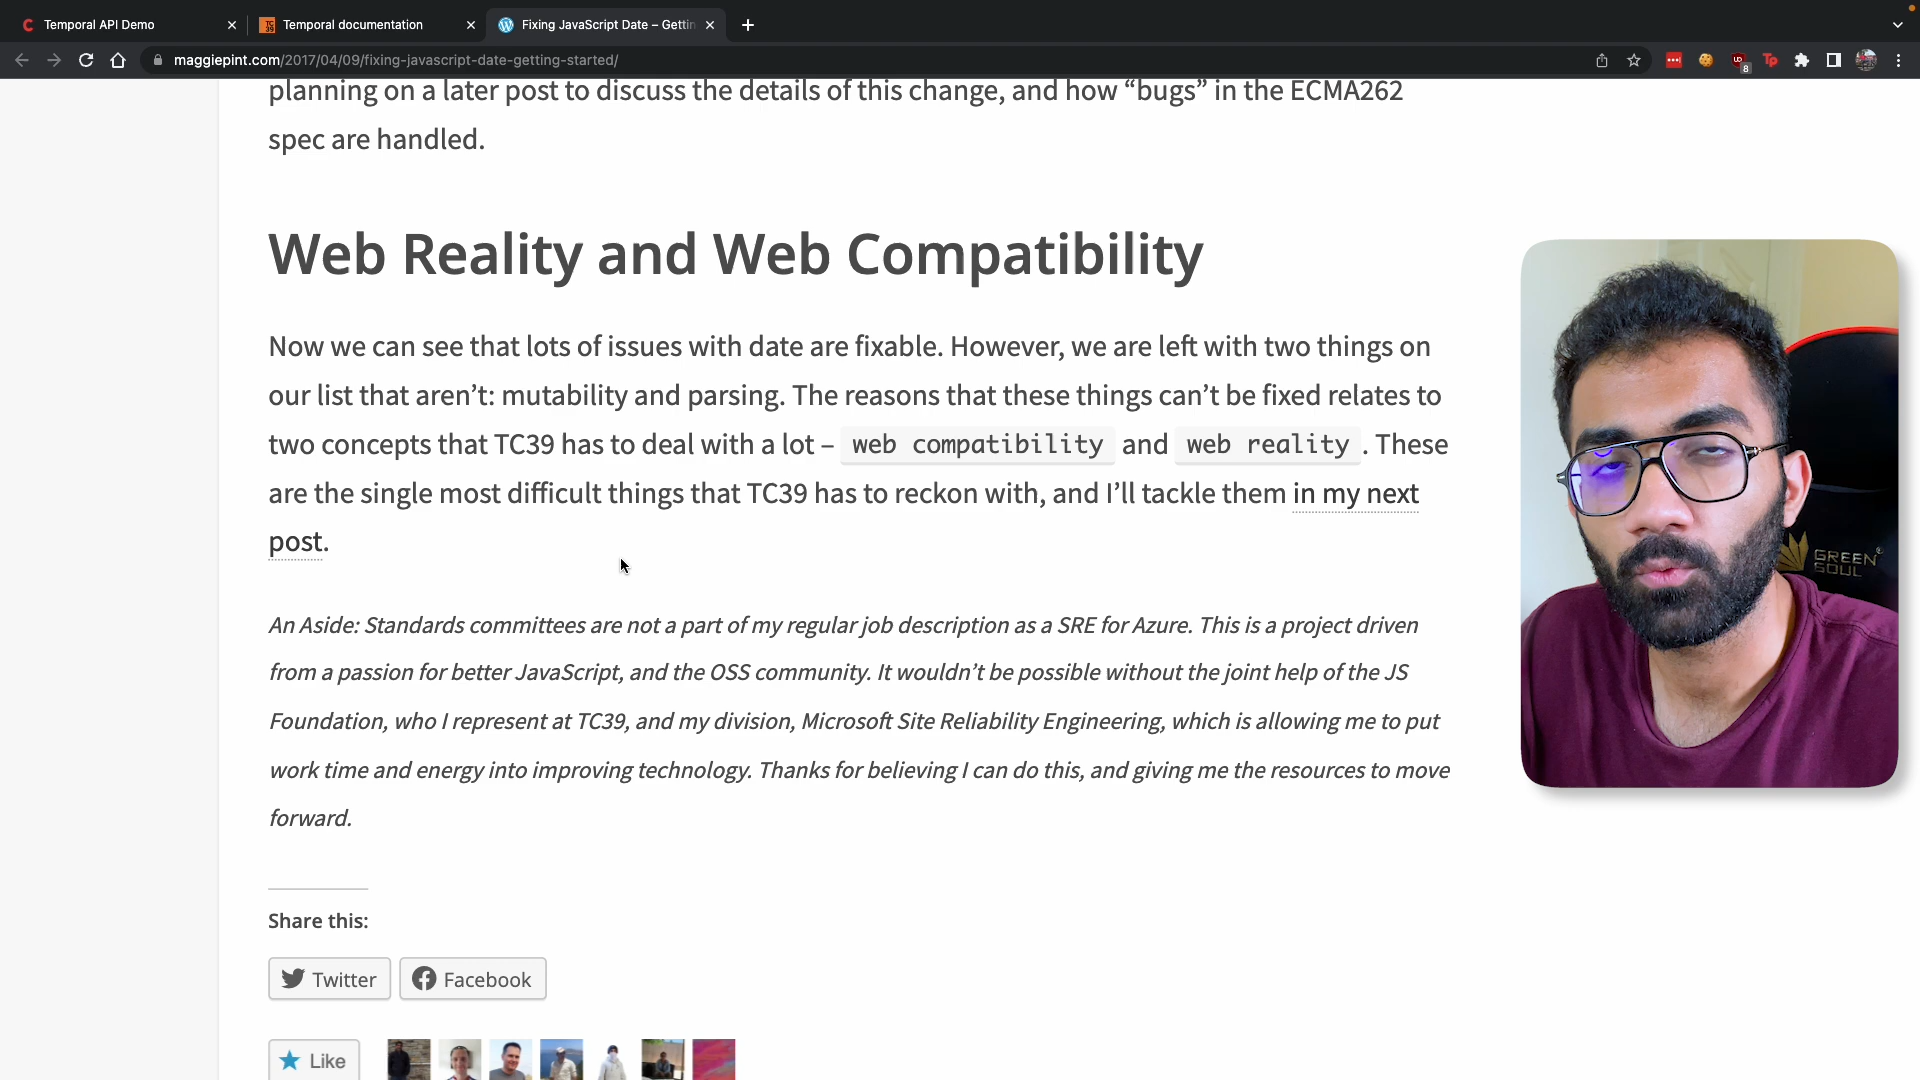 Temporal API Demo
Temporal documentation
Fixing JavaScript Date – Gettin
maggiepint.com/2017/04/09/fixing-javascript-date-getting-started/
planning on a later post to discuss the details of this change, and how “bugs” in the ECMA262
spec are handled.
Web Reality and Web Compatibility
Now we can see that lots of issues with date are fixable. However, we are left with two things on
our list that aren’t: mutability and parsing. The reasons that these things can’t be fixed relates to
two concepts that TC39 has to deal with a lot – web compatibility and web reality. These
are the single most difficult things that TC39 has to reckon with, and I’ll tackle them in my next
post.
An Aside: Standards committees are not a part of my regular job description as a SRE for Azure. This is a project driven
from a passion for better JavaScript, and the OSS community. It wouldn’t be possible without the joint help of the JS
Foundation, who I represent at TC39, and my division, Microsoft Site Reliability Engineering, which is allowing me to put
work time and energy into improving technology. Thanks for believing I can do this, and giving me the resources to move
forward.
Share this:
Twitter
Facebook
Like
GREEN
SOUL